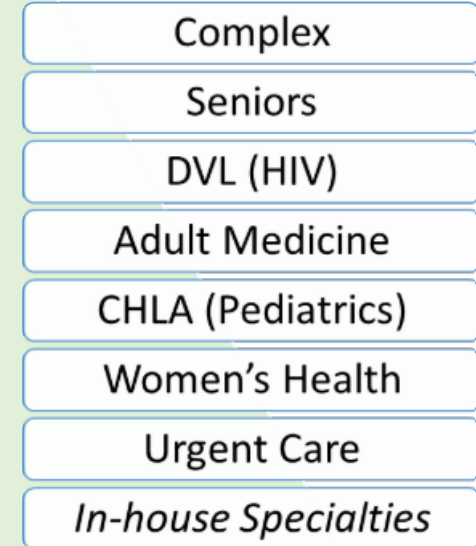 Complex
Seniors
DVL (HIV)
Adult Medicine
CHLA (Pediatrics)
Women’s Health
Urgent Care
In-house Specialties